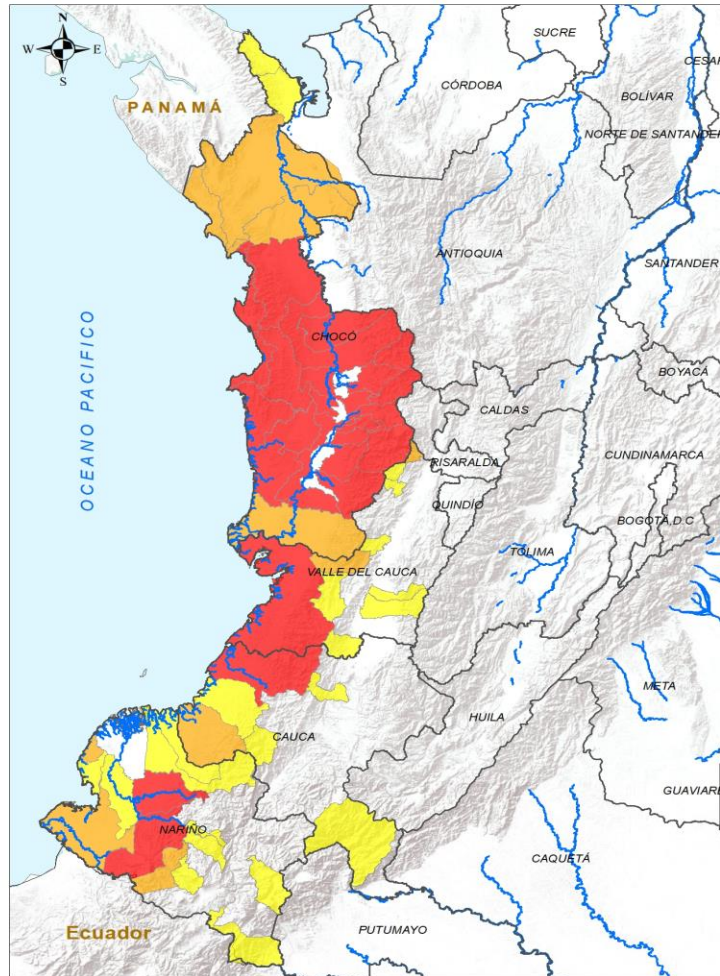 N
W E
S
SUCRE
CESAR
CÓRDOBA
BOLÍVAR
PANAMÁ
NORTE DE SANTANDER
ANTIOQUIA
SANTANDER
OCEANO PACIFICO
CHOCÓ
BOYACÁ
CALDAS
CUNDINAMARCA
RISARALDA
QUINDÍO
BOGOTÁ, D.C
TOLIMA
VALLE DEL CAUCA
META
HUILA
CAUCA
GUAVIARE
NARIÑO
CAQUETÁ
Ecuador
PUTUMAYO